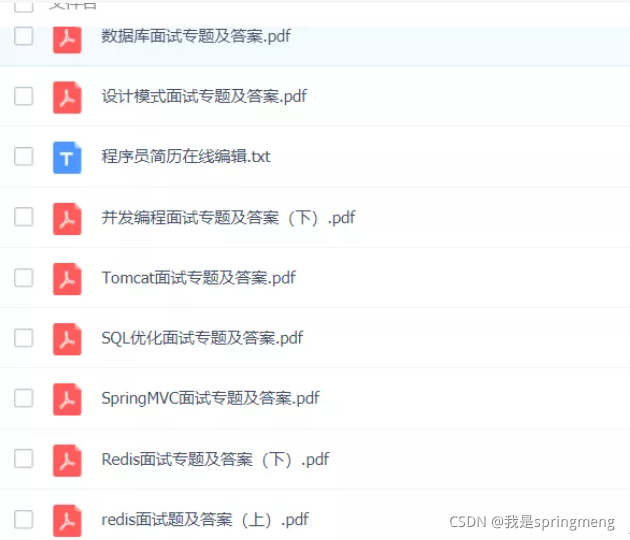 文件名
数据库面试专题及答案.pdf
设计模式面试专题及答案.pdf
程序员简历在线编辑.txt
并发编程面试专题及答案（下）.pdf
Tomcat面试专题及答案.pdf
SQL优化面试专题及答案.pdf
SpringMVC面试专题及答案.pdf
Redis面试专题及答案（下）.pdf
redis面试题及答案（上）.pdf
CSDN @我是springmeng